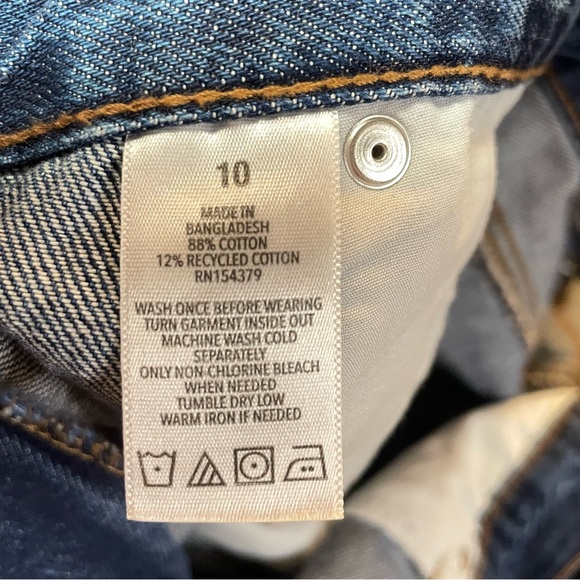 10
MADE IN
BANGLADESH
88% COTTON
12% RECYCLED COTTON
RN154379
WASH ONCE BEFORE WEARING
TURN GARMENT INSIDE OUT
MACHINE WASH COLD
SEPARATELY
ONLY NON-CHLORINE BLEACH
WHEN NEEDED
TUMBLE DRY LOW
WARM IRON IF NEEDED